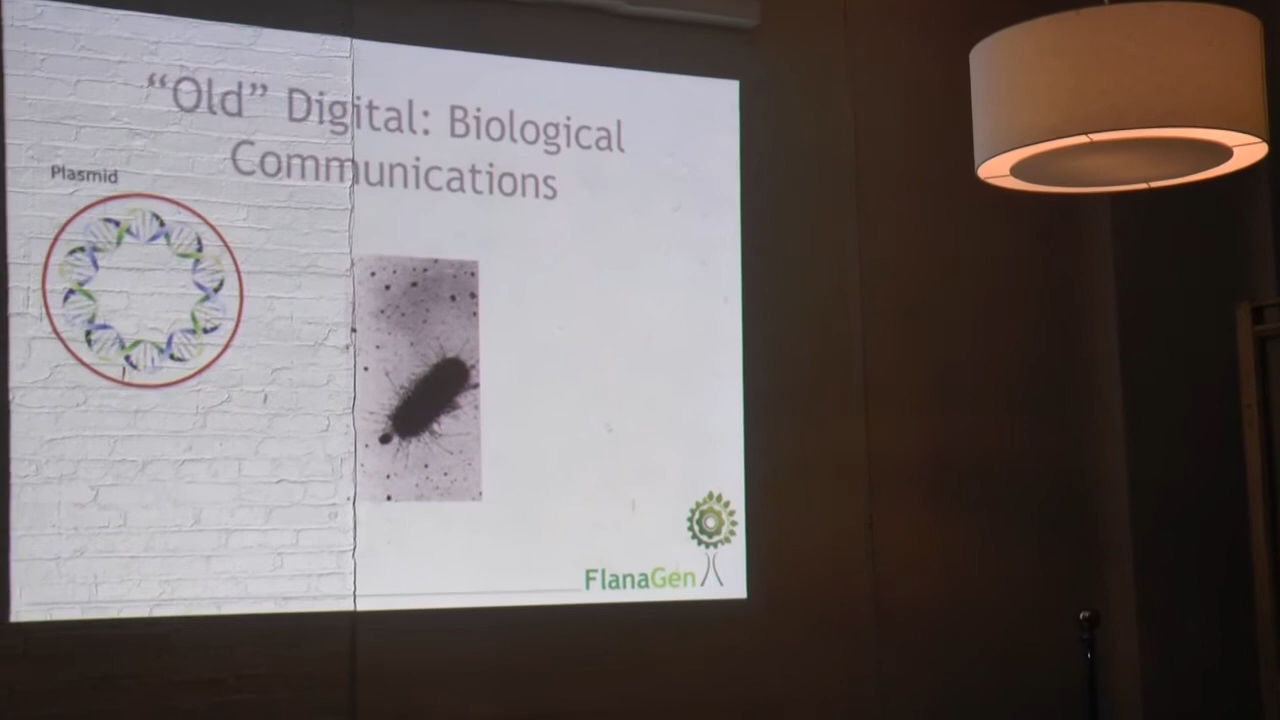 “Old” Digital: Biological
Communications
Plasmid
FlanaGen